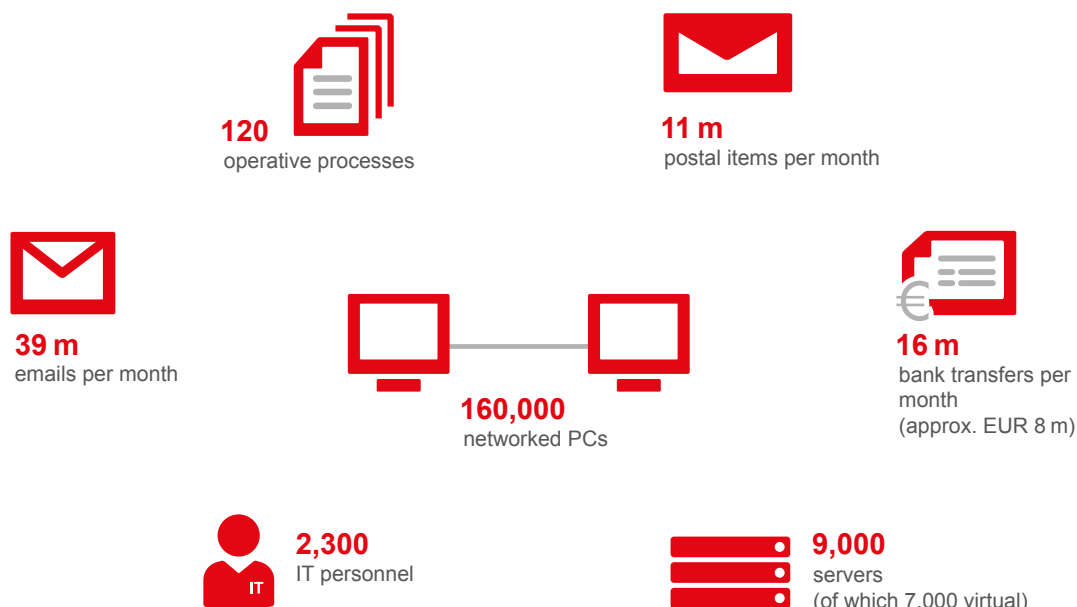 120
operative processes
11 m
postal items per month
39 m
emails per month
160,000
networked PCs
16 m
bank transfers per
month
(approx. EUR 8 m)
IT
2,300
IT personnel
9,000
servers
(of which 7,000 virtual)